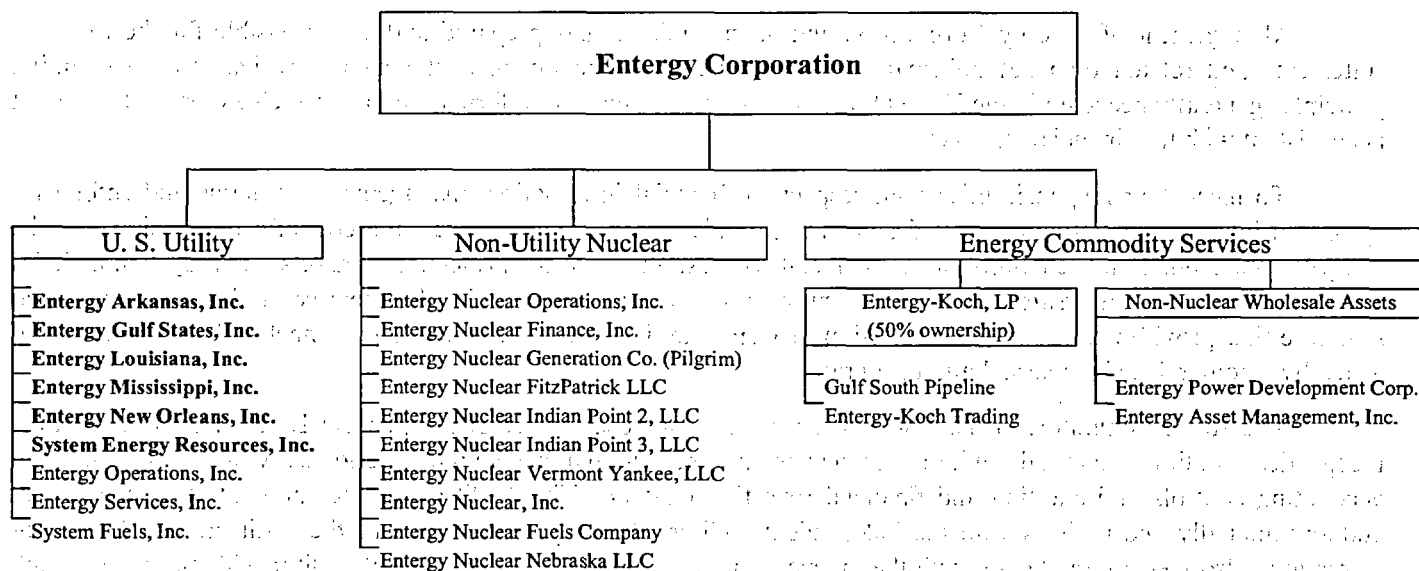 Entergy Corporation
U. S. Utility
Entergy Arkansas, Inc.
Entergy Gulf States, Inc.
Entergy Louisiana, Inc.
Entergy Mississippi, Inc.
Entergy New Orleans, Inc.
System Energy Resources, Inc.
Entergy Operations, Inc.
Entergy Services, Inc.
System Fuels, Inc.
Non-Utility Nuclear
Entergy Nuclear Operations, Inc.
Entergy Nuclear Finance, Inc.
Entergy Nuclear Generation Co. (Pilgrim)
Entergy Nuclear FitzPatrick LLC
Entergy Nuclear Indian Point 2, LLC
Entergy Nuclear Indian Point 3, LLC
Entergy Nuclear Vermont Yankee, LLC
Entergy Nuclear, Inc.
Entergy Nuclear Fuels Company
Entergy Nuclear Nebraska LLC
Energy Commodity Services
Entergy-Koch, LP
(50% ownership)
Gulf South Pipeline
Entergy-Koch Trading
Non-Nuclear Wholesale Assets
Entergy Power Development Corp.
Entergy Asset Management, Inc.